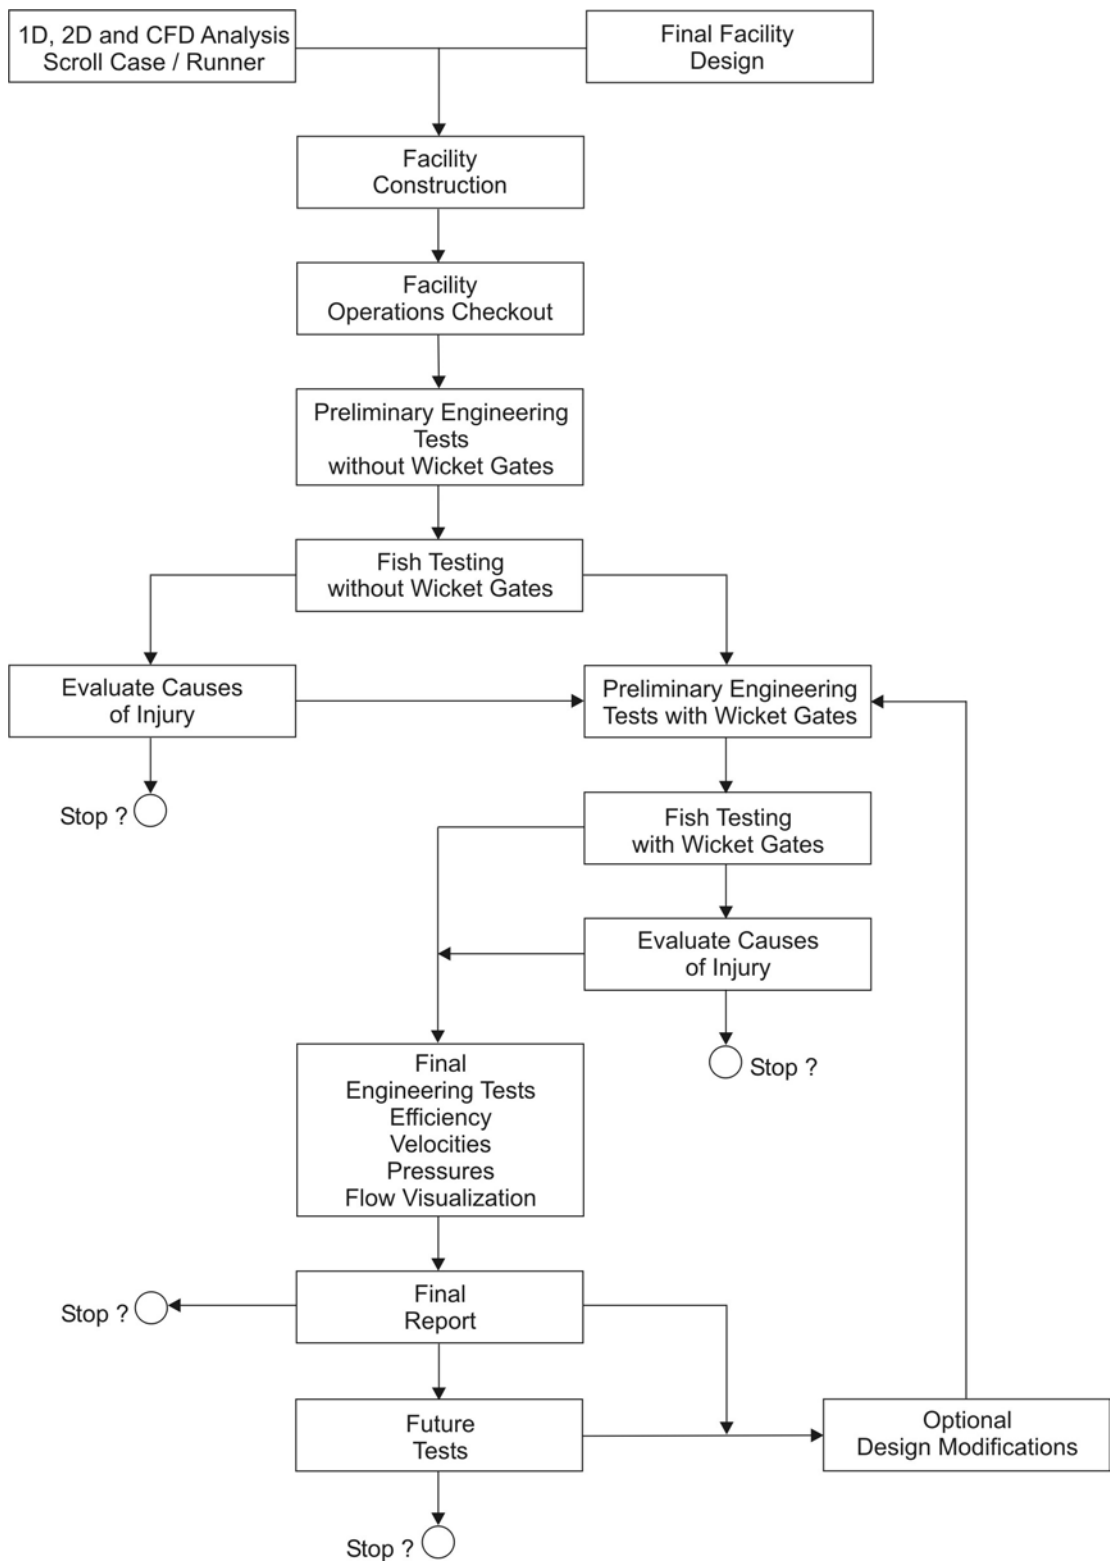 1D, 2D and CFD Analysis
Scroll Case / Runner
Final Facility
Design
Facility
Construction
Facility
Operations Checkout
Preliminary Engineering
Tests
without Wicket Gates
Fish Testing
without Wicket Gates
Evaluate Causes
of Injury
Preliminary Engineering
Tests with Wicket Gates
Stop ?
Fish Testing
with Wicket Gates
Evaluate Causes
of Injury
Stop ?
Final
Engineering Tests
Efficiency
Velocities
Pressures
Flow Visualization
Stop ?
Final
Report
Future
Tests
Optional
Design Modifications
Stop ?